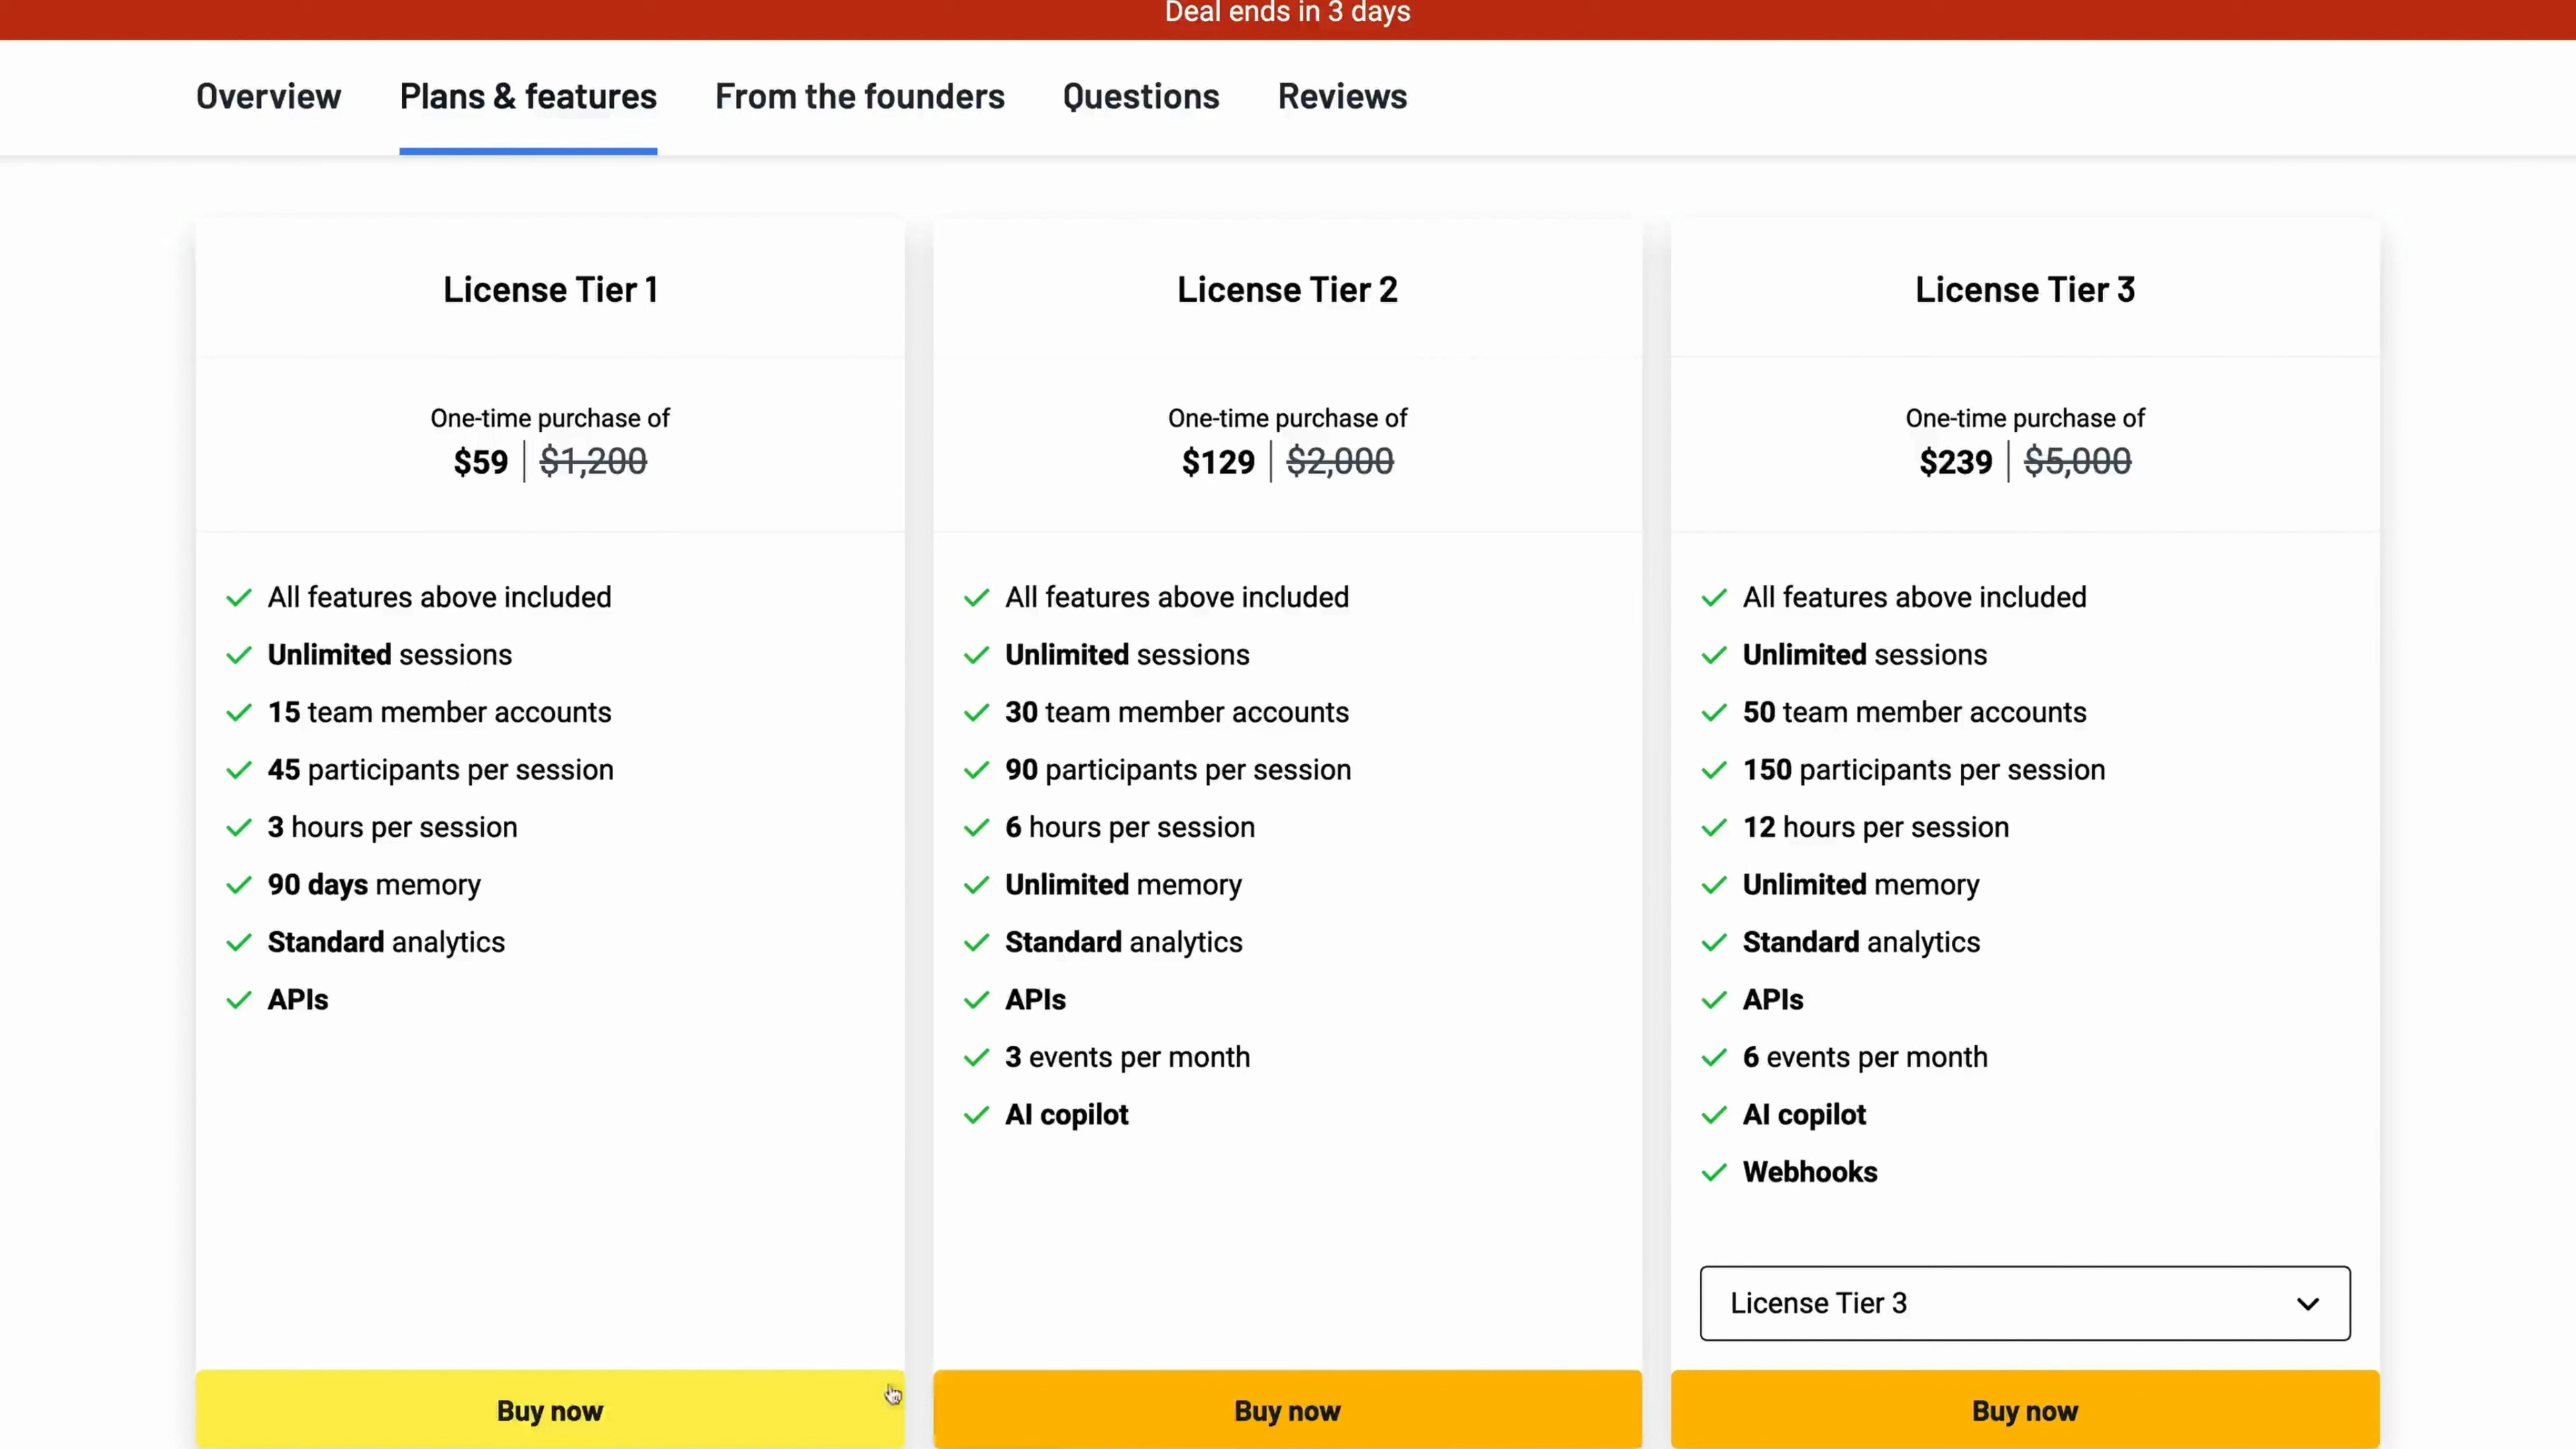 Deal ends in 3 days
Overview
Plans & features
From the founders
Questions
Reviews
License Tier 1
One-time purchase of
$59 | $1,200
All features above included
Unlimited sessions
15 team member accounts
45 participants per session
3 hours per session
90 days memory
Standard analytics
APIs
Buy now
License Tier 2
One-time purchase of
$129 | $2,000
All features above included
Unlimited sessions
30 team member accounts
90 participants per session
6 hours per session
Unlimited memory
Standard analytics
APIs
3 events per month
AI copilot
Buy now
License Tier 3
One-time purchase of
$239 | $5,000
All features above included
Unlimited sessions
50 team member accounts
150 participants per session
12 hours per session
Unlimited memory
Standard analytics
APIs
6 events per month
AI copilot
Webhooks
License Tier 3
Buy now